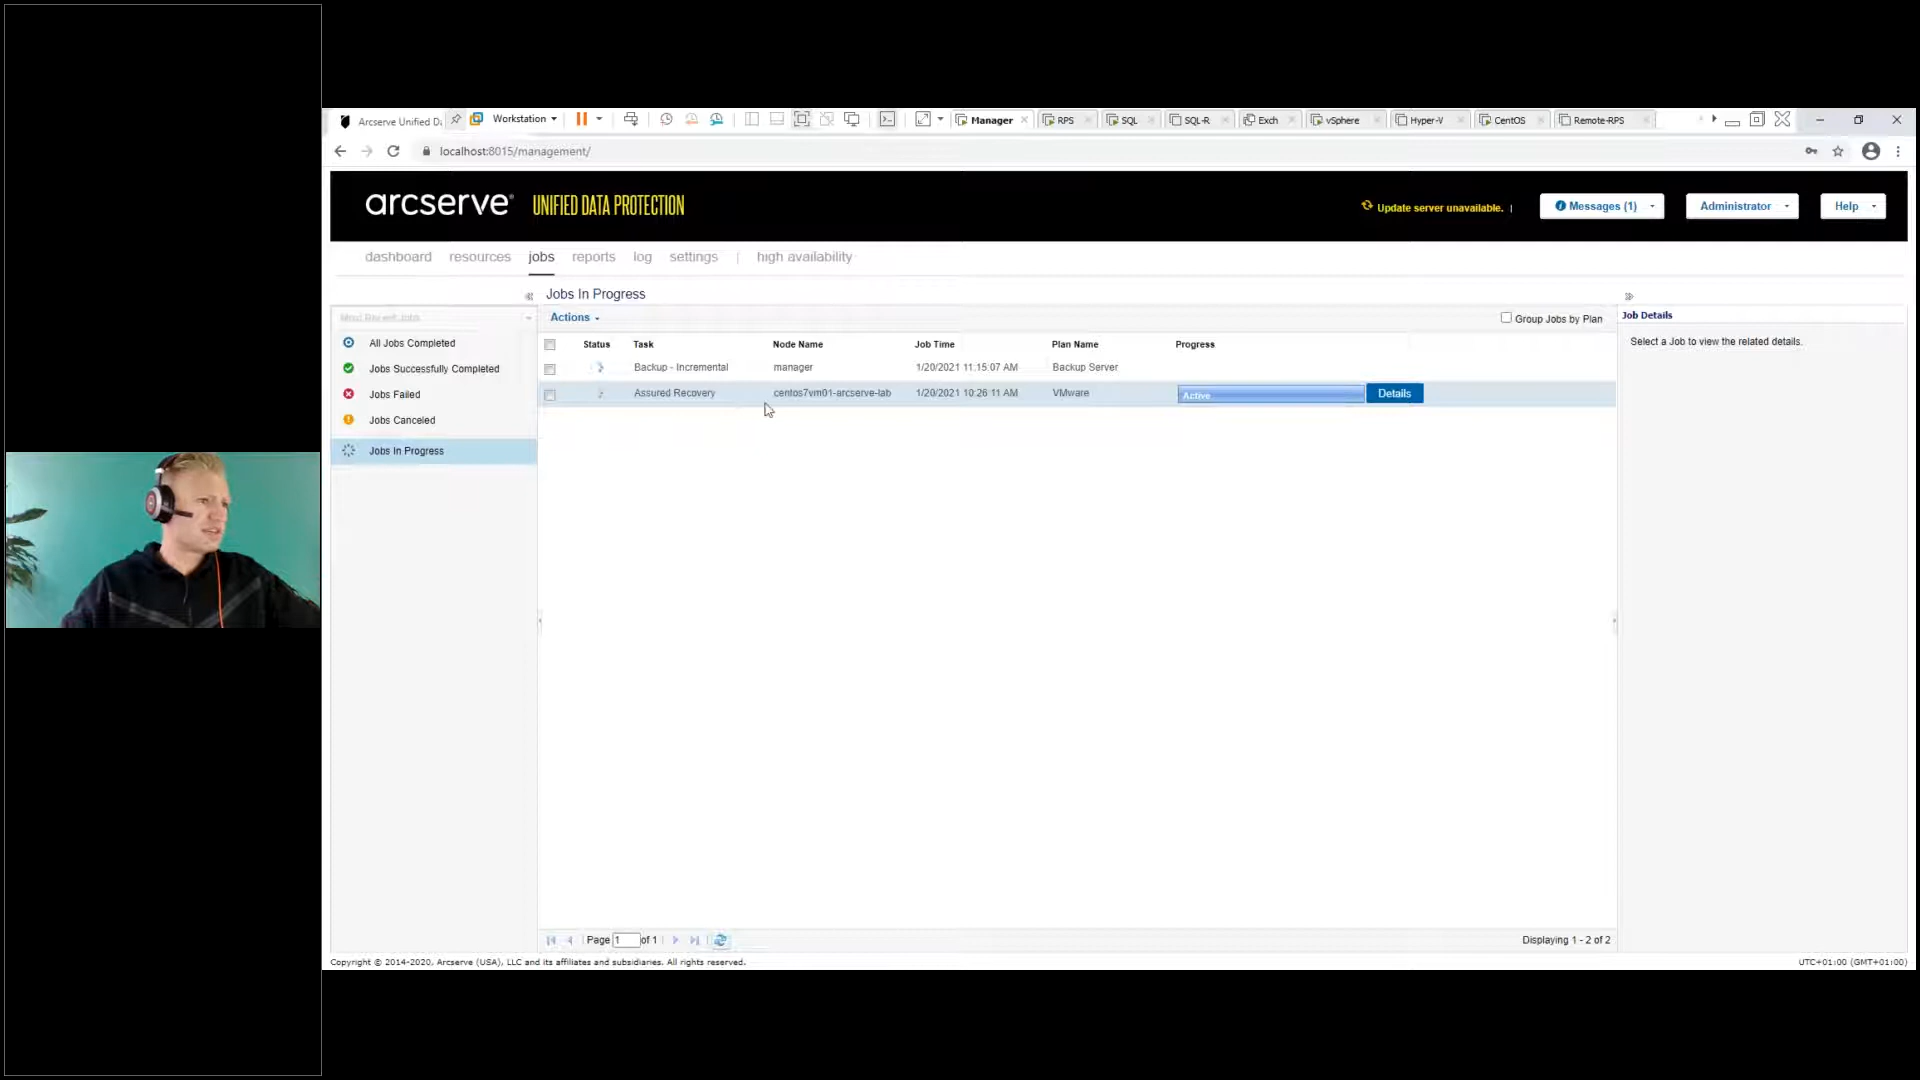 Arcserve Unified Da
Workstation
Manager
RPS
SQL
SQL-R
Exch
vSphere
Hyper-V
CentOS
Remote-RPS
localhost:8015/management/
arcserve® UNIFIED DATA PROTECTION
Update server unavailable. |
Messages (1)
Administrator
Help
dashboard resources jobs reports log settings | high availability
Jobs In Progress
Most Recent Jobs
Actions
Group Jobs by Plan
Job Details
All Jobs Completed
Jobs Successfully Completed
Jobs Failed
Jobs Canceled
Jobs In Progress
Status Task Node Name Job Time Plan Name Progress
Backup - Incremental manager 1/20/2021 11:15:07 AM Backup Server
Assured Recovery centos7vm01-arcserve-lab 1/20/2021 10:26:11 AM VMware Active Details
Select a Job to view the related details.
Page 1 of 1
Displaying 1 - 2 of 2
Copyright © 2014-2020, Arcserve (USA), LLC and its affiliates and subsidiaries. All rights reserved.
UTC+01:00 (GMT+01:00)